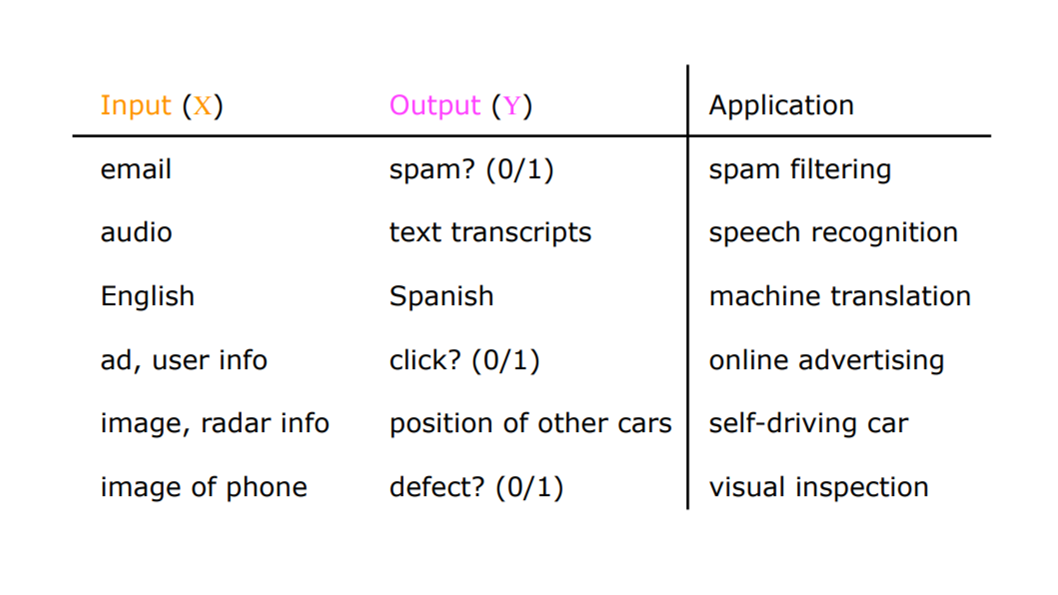 Input (X) Output (Y) Application
email spam? (0/1) spam filtering
audio text transcripts speech recognition
English Spanish machine translation
ad, user info click? (0/1) online advertising
image, radar info position of other cars self-driving car
image of phone defect? (0/1) visual inspection